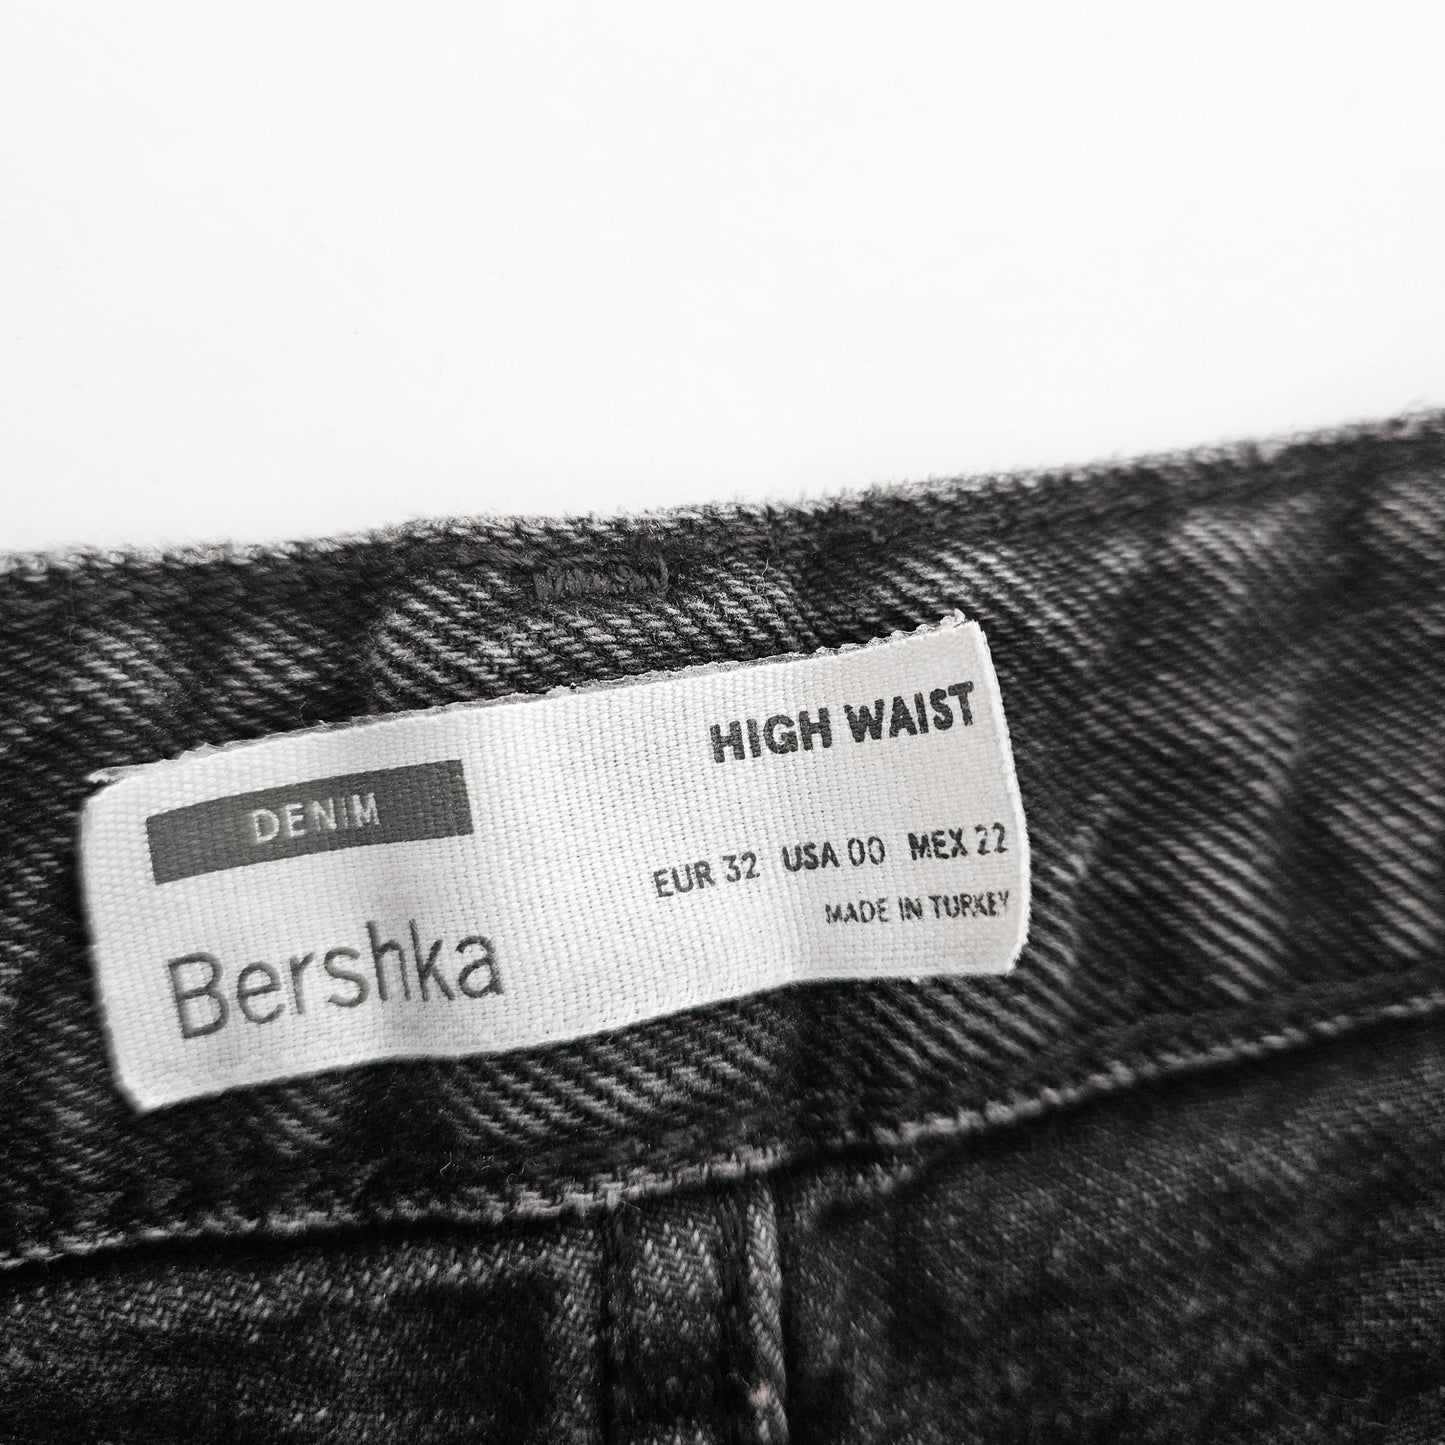 DENIM
Bershka
HIGH WAIST
EUR 32 USA 00 MEX 22
MADE IN TURKEY